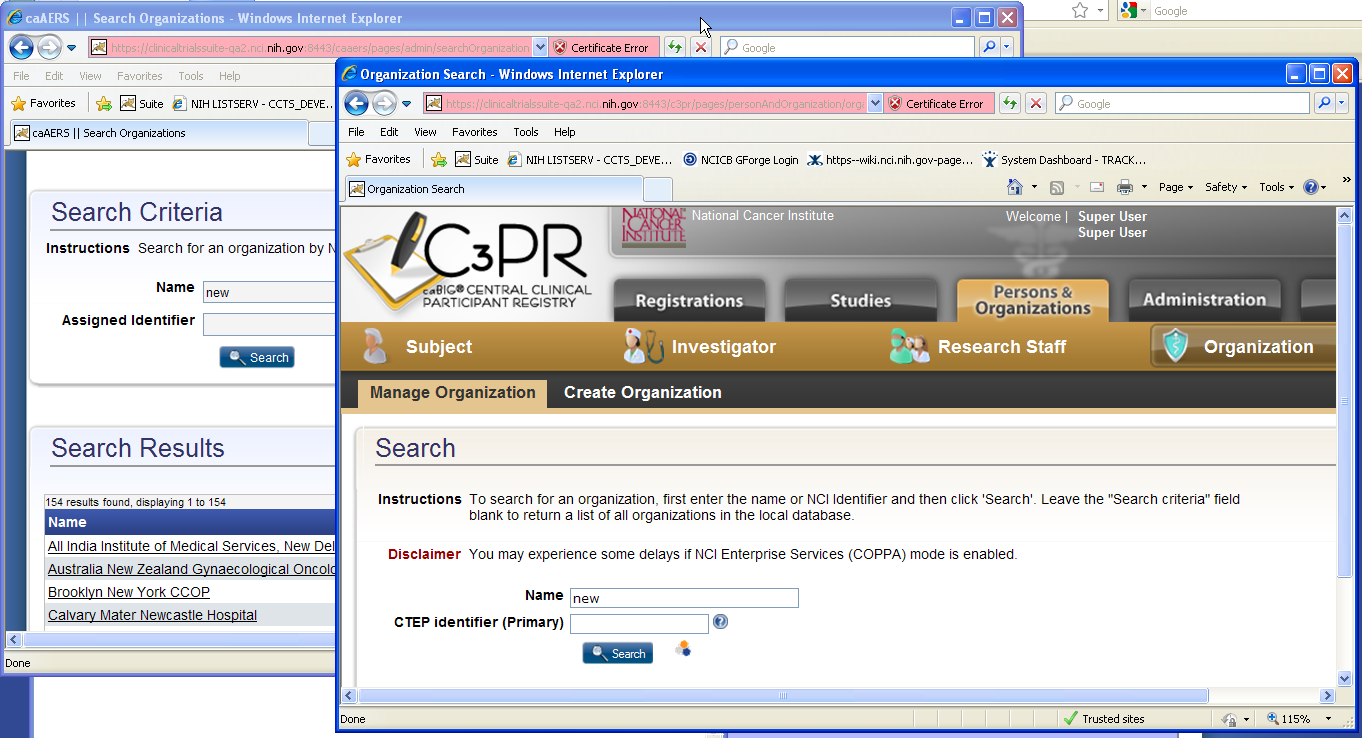 caAERS || Search Organizations - Windows Internet Explorer
Google
https://clinicaltrialssuite-qa2.nci.nih.gov:8443/caaers/pages/admin/searchOrganization
Certificate Error
Google
File Edit View Favorites Tools Help
Favorites Suite NIH LISTSERV - CCTS_DEVE...
caAERS || Search Organizations
Search Criteria
Instructions Search for an organization by N
Name new
Assigned Identifier
Search
Search Results
154 results found, displaying 1 to 154
Name
All India Institute of Medical Services, New Del
Australia New Zealand Gynaecological Oncolo
Brooklyn New York CCOP
Calvary Mater Newcastle Hospital
Done
Organization Search - Windows Internet Explorer
https://clinicaltrialssuite-qa2.nci.nih.gov:8443/c3pr/pages/personAndOrganization/orga
Certificate Error
Google
File Edit View Favorites Tools Help
Favorites Suite NIH LISTSERV - CCTS_DEVE... NCICB GForge Login https--wiki.nci.nih.gov-page... System Dashboard - TRACK...
Organization Search
Page Safety Tools
NATIONAL CANCER INSTITUTE
National Cancer Institute
Welcome | Super User
Super User
C3PR
caBIG® CENTRAL CLINICAL
PARTICIPANT REGISTRY
Registrations Studies Persons & Organizations Administration
Subject Investigator Research Staff Organization
Manage Organization Create Organization
Search
Instructions To search for an organization, first enter the name or NCI Identifier and then click 'Search'. Leave the "Search criteria" field
blank to return a list of all organizations in the local database.
Disclaimer You may experience some delays if NCI Enterprise Services (COPPA) mode is enabled.
Name new
CTEP identifier (Primary)
Search
Done
Trusted sites
115%